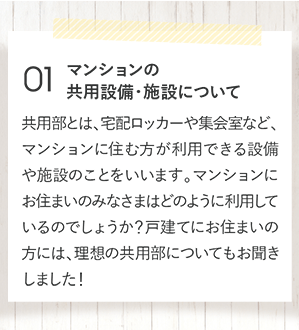 01
マンションの
共用設備・施設について
共用部とは、宅配ロッカーや集会室など、
マンションに住む方が利用できる設備
や施設のことをいいます。マンションに
お住まいのみなさまはどのように利用して
いるのでしょうか?戸建てにお住まいの
方には、理想の共用部についてもお聞き
しました!